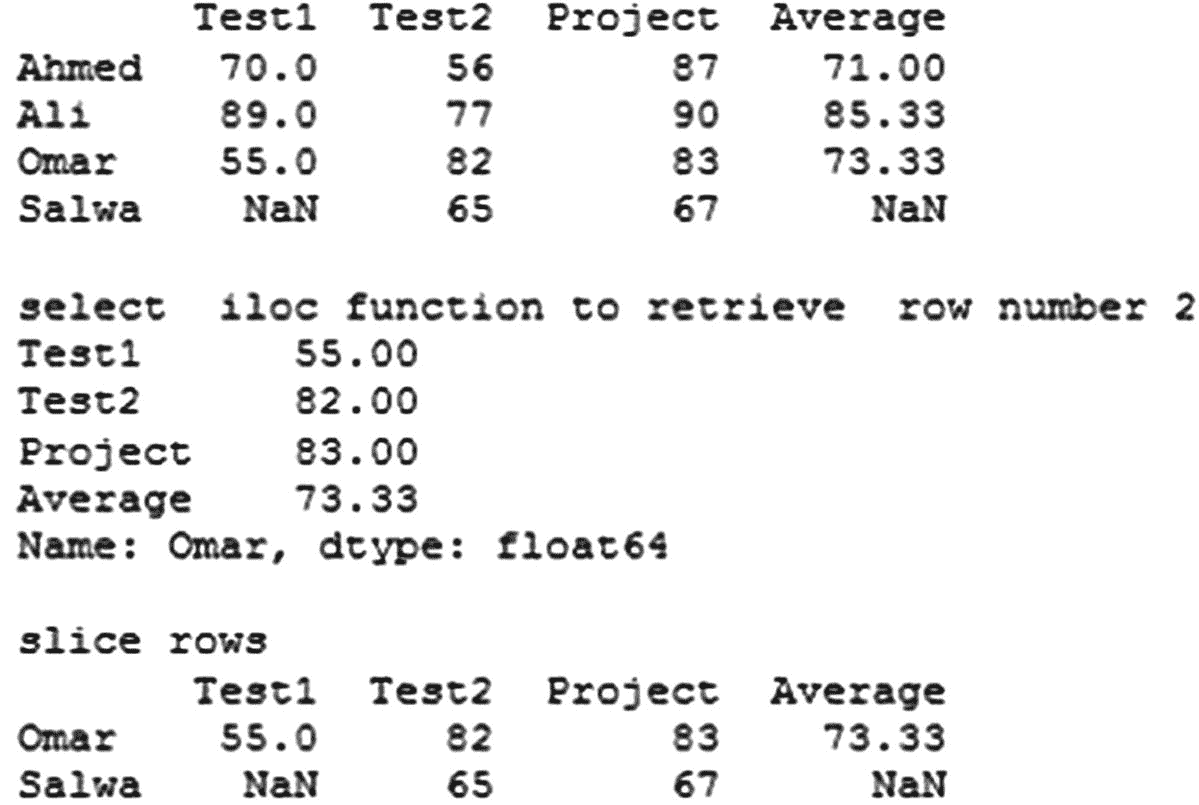 Test1 Test2 Project Average
Ahmed 70.0 56 87 71.00
Ali 89.0 77 90 85.33
Omar 55.0 82 83 73.33
Salwa NaN 65 67 NaN
select iloc function to retrieve row number 2
Test1 55.00
Test2 82.00
Project 83.00
Average 73.33
Name: Omar, dtype: float64
slice rows
Test1 Test2 Project Average
Omar 55.0 82 83 73.33
Salwa NaN 65 67 NaN